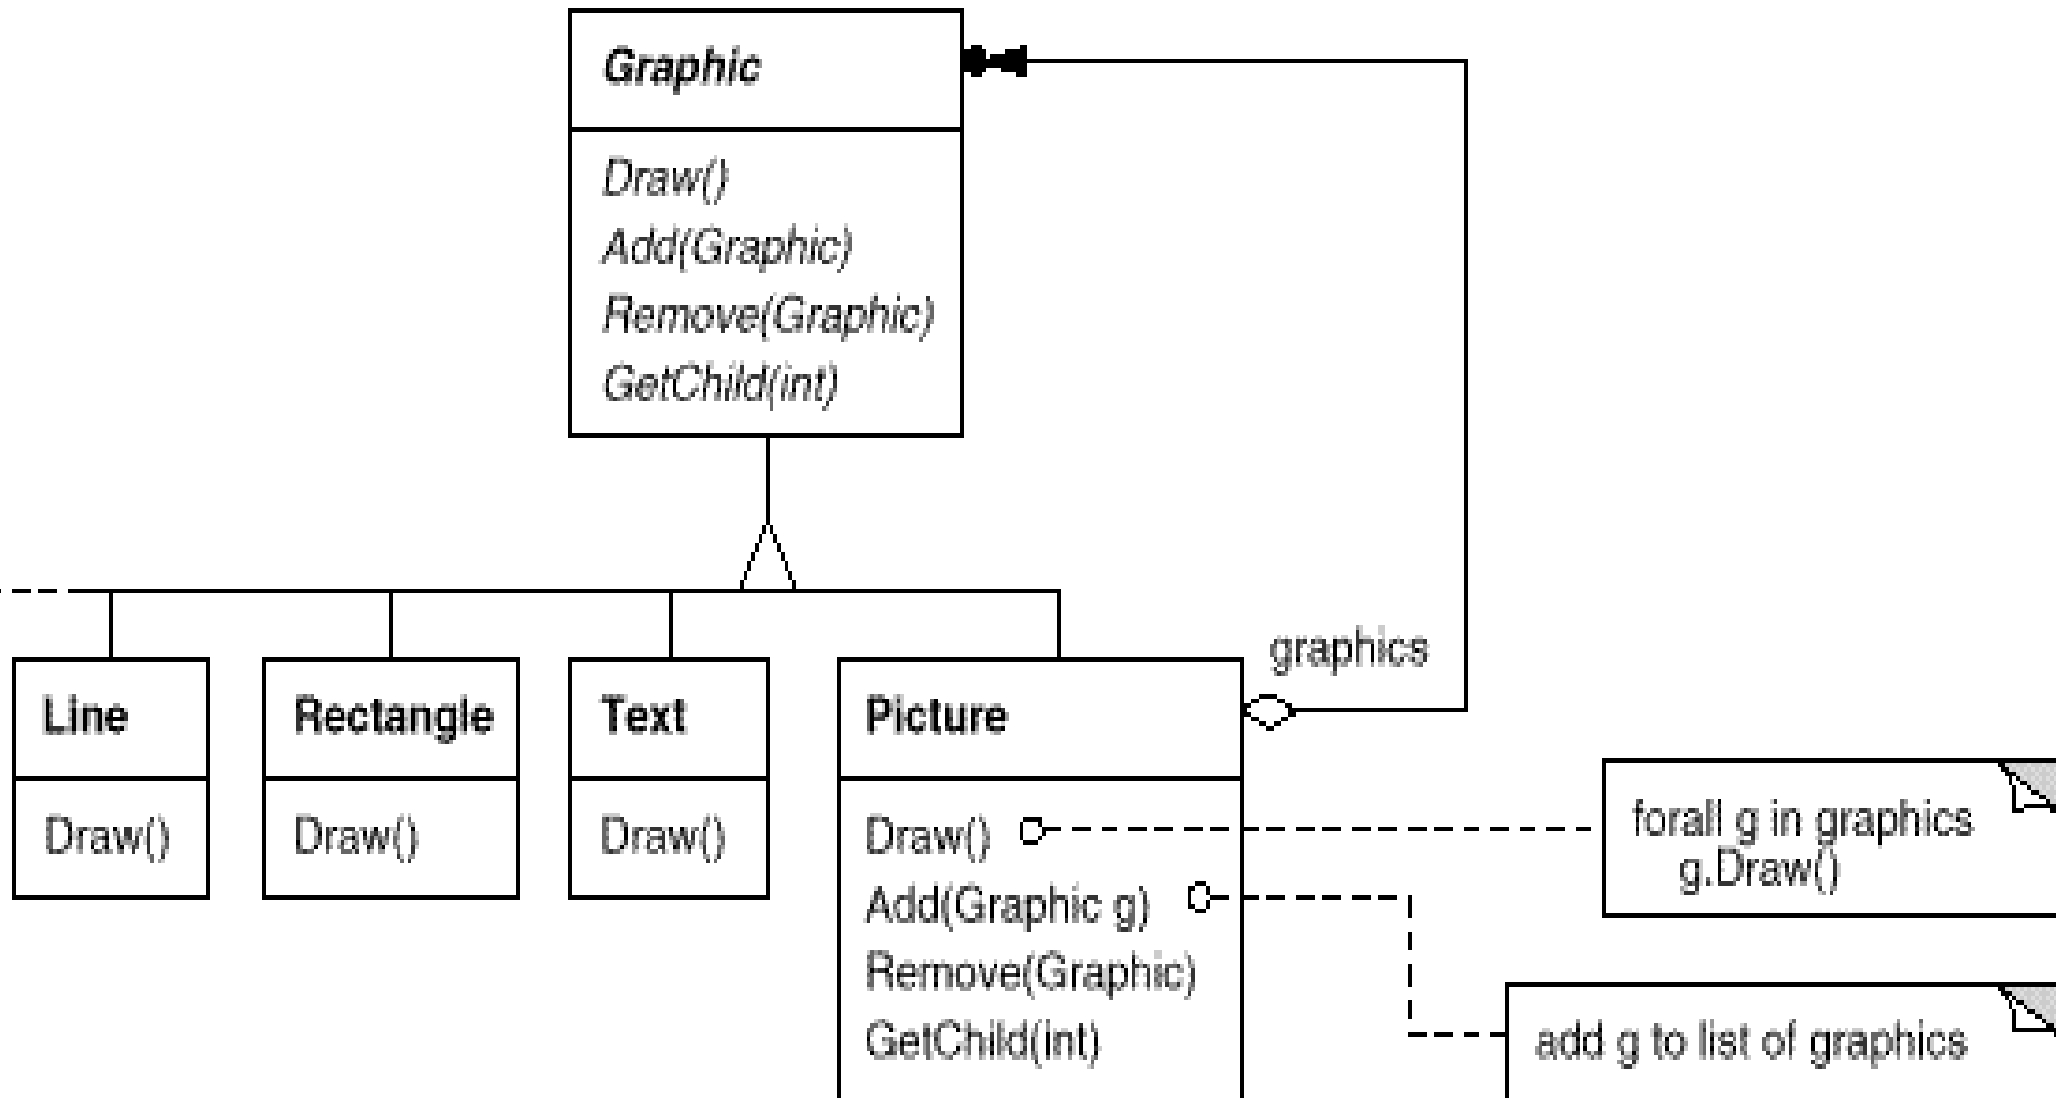 Graphic
Draw()
Add(Graphic)
Remove(Graphic)
GetChild(int)
graphics
Line
Draw()
Rectangle
Draw()
Text
Draw()
Picture
Draw()
Add(Graphic g)
Remove(Graphic)
GetChild(int)
forall g in graphics
g.Draw()
add g to list of graphics